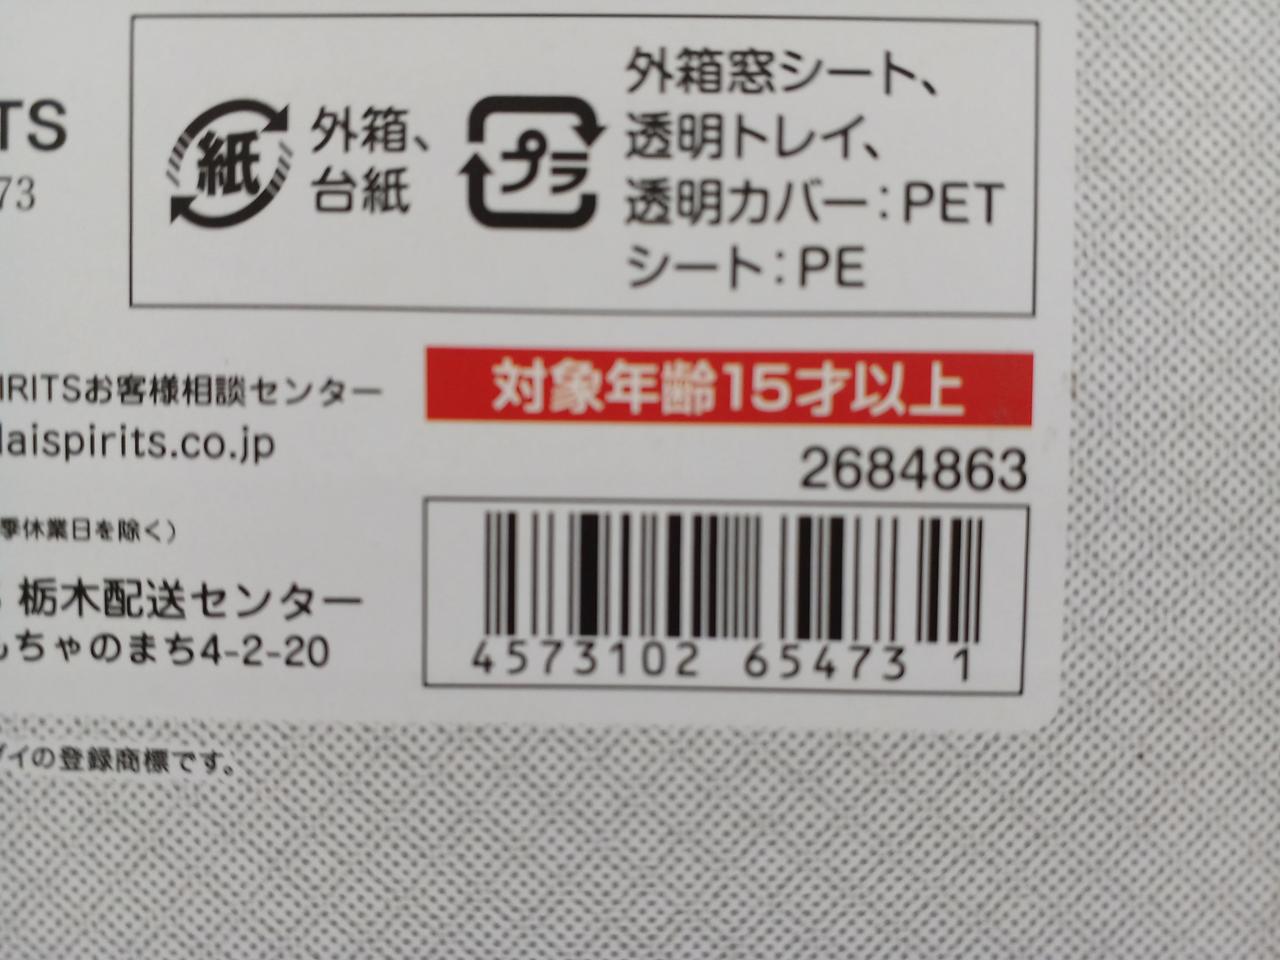 TS
73
紙
外箱、
台紙
プラ
外箱窓シート、
透明トレイ、
透明カバー：PET
シート：PE
IRITSお客様相談センター
daispirits.co.jp
対象年齢15才以上
2684863
季休業日を除く）
栃木配送センター
もちゃのまち4-2-20
4573102 65473 1
イの登録商標です。